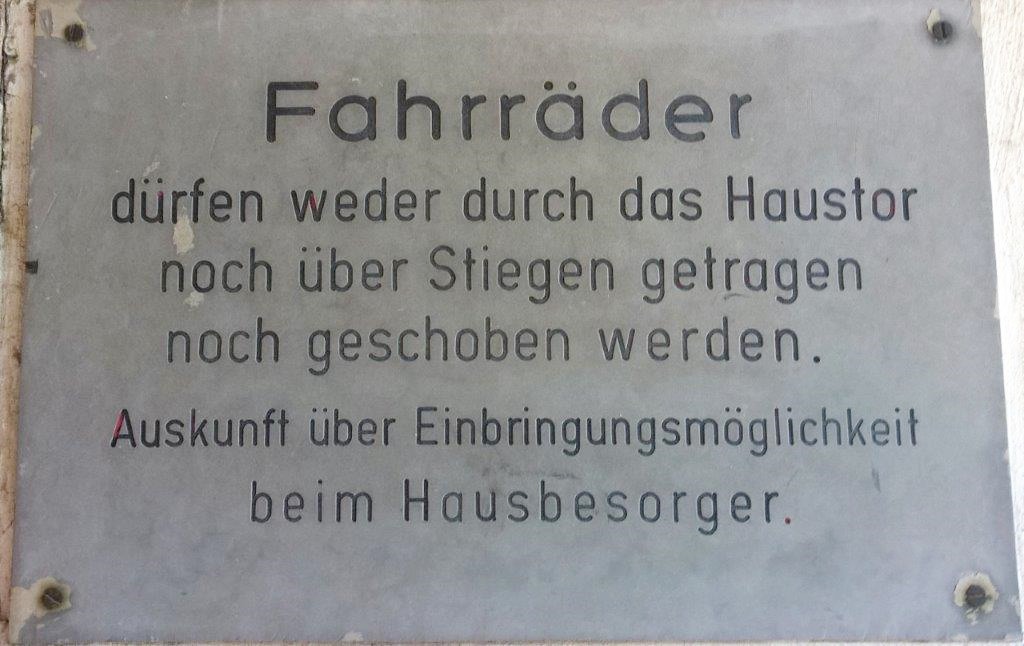 Fahrräder
dürfen weder durch das Haustor
noch über Stiegen getragen
noch geschoben werden.
Auskunft über Einbringungsmöglichkeit
beim Hausbesorger.